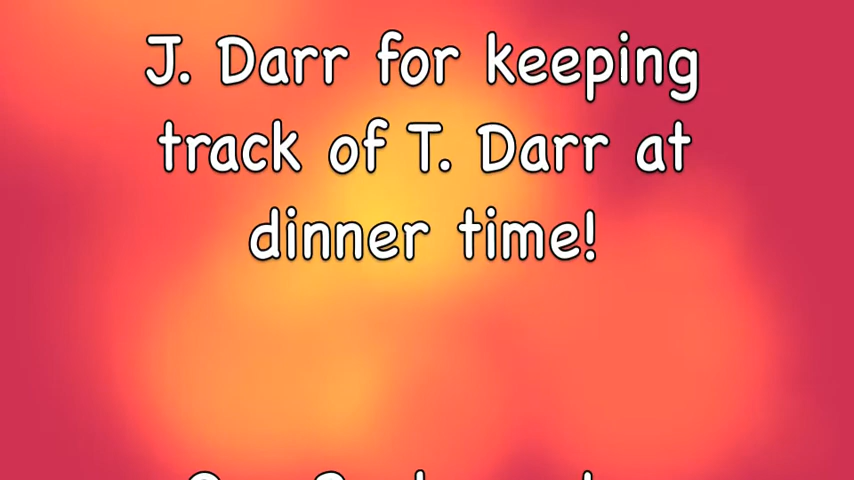 J. Darr for keeping
track of T. Darr at
dinner time!